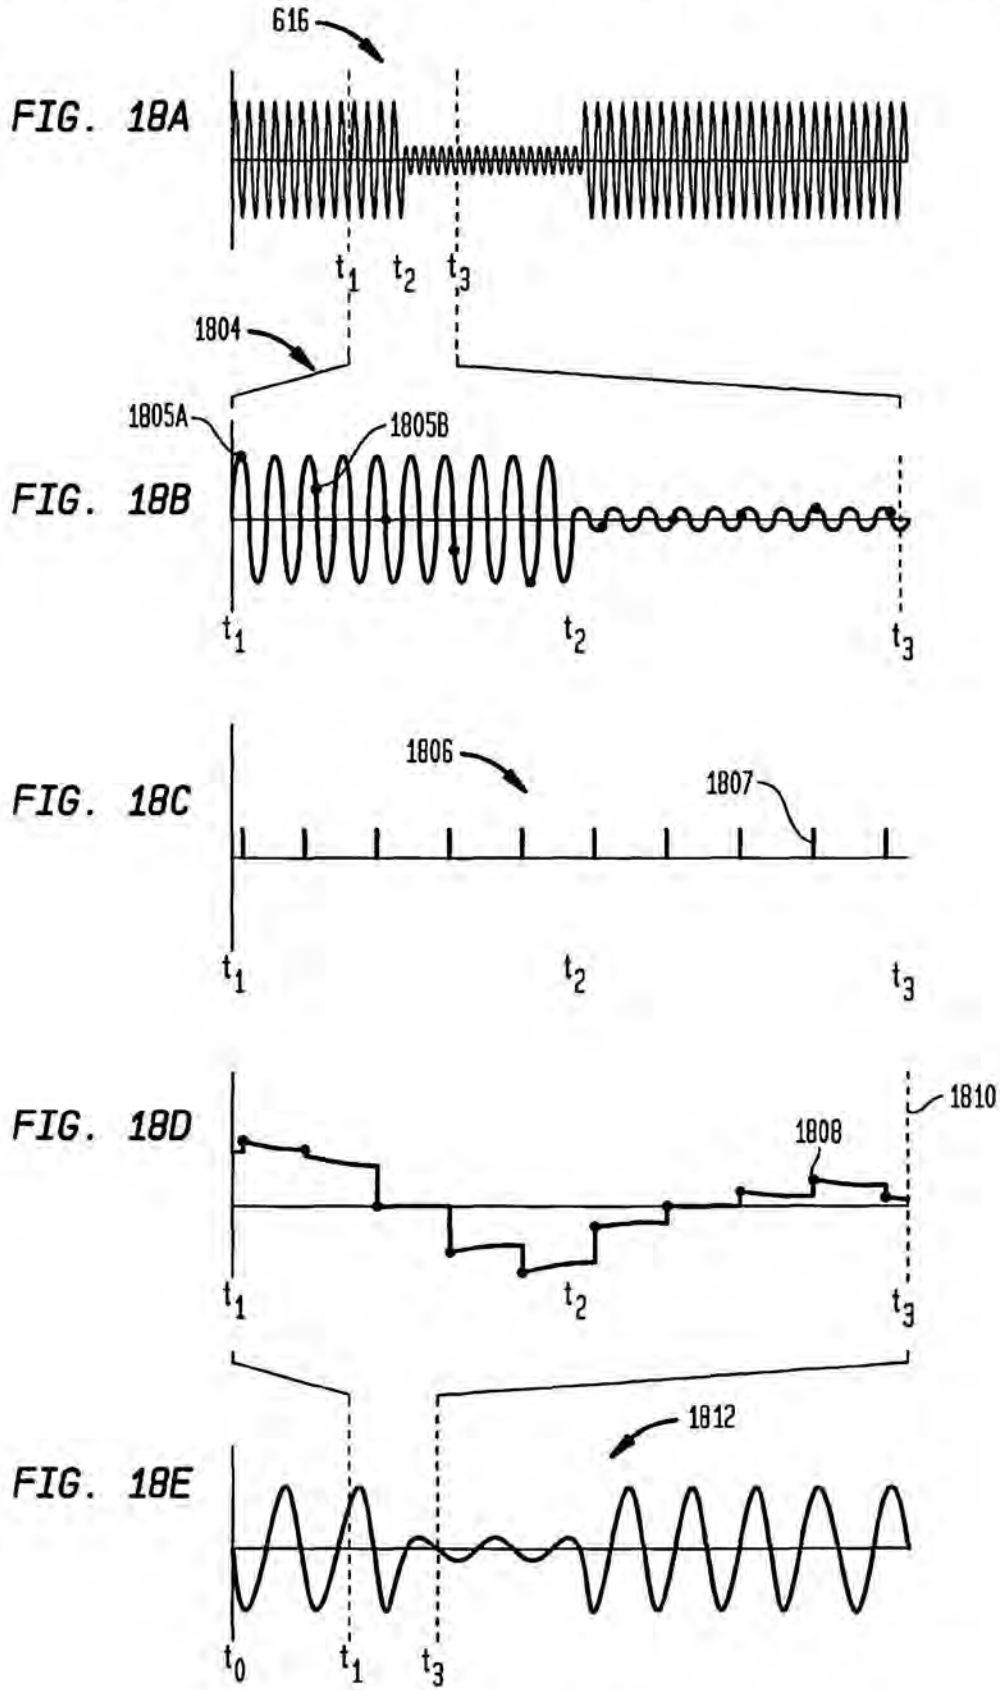 616
FIG. 18A
t1 t2 t3
1804
1805A
1805B
FIG. 18B
t1 t2 t3
1806
1807
FIG. 18C
t1 t2 t3
1810
FIG. 18D
1808
t1 t2 t3
1812
FIG. 18E
t0 t1 t3